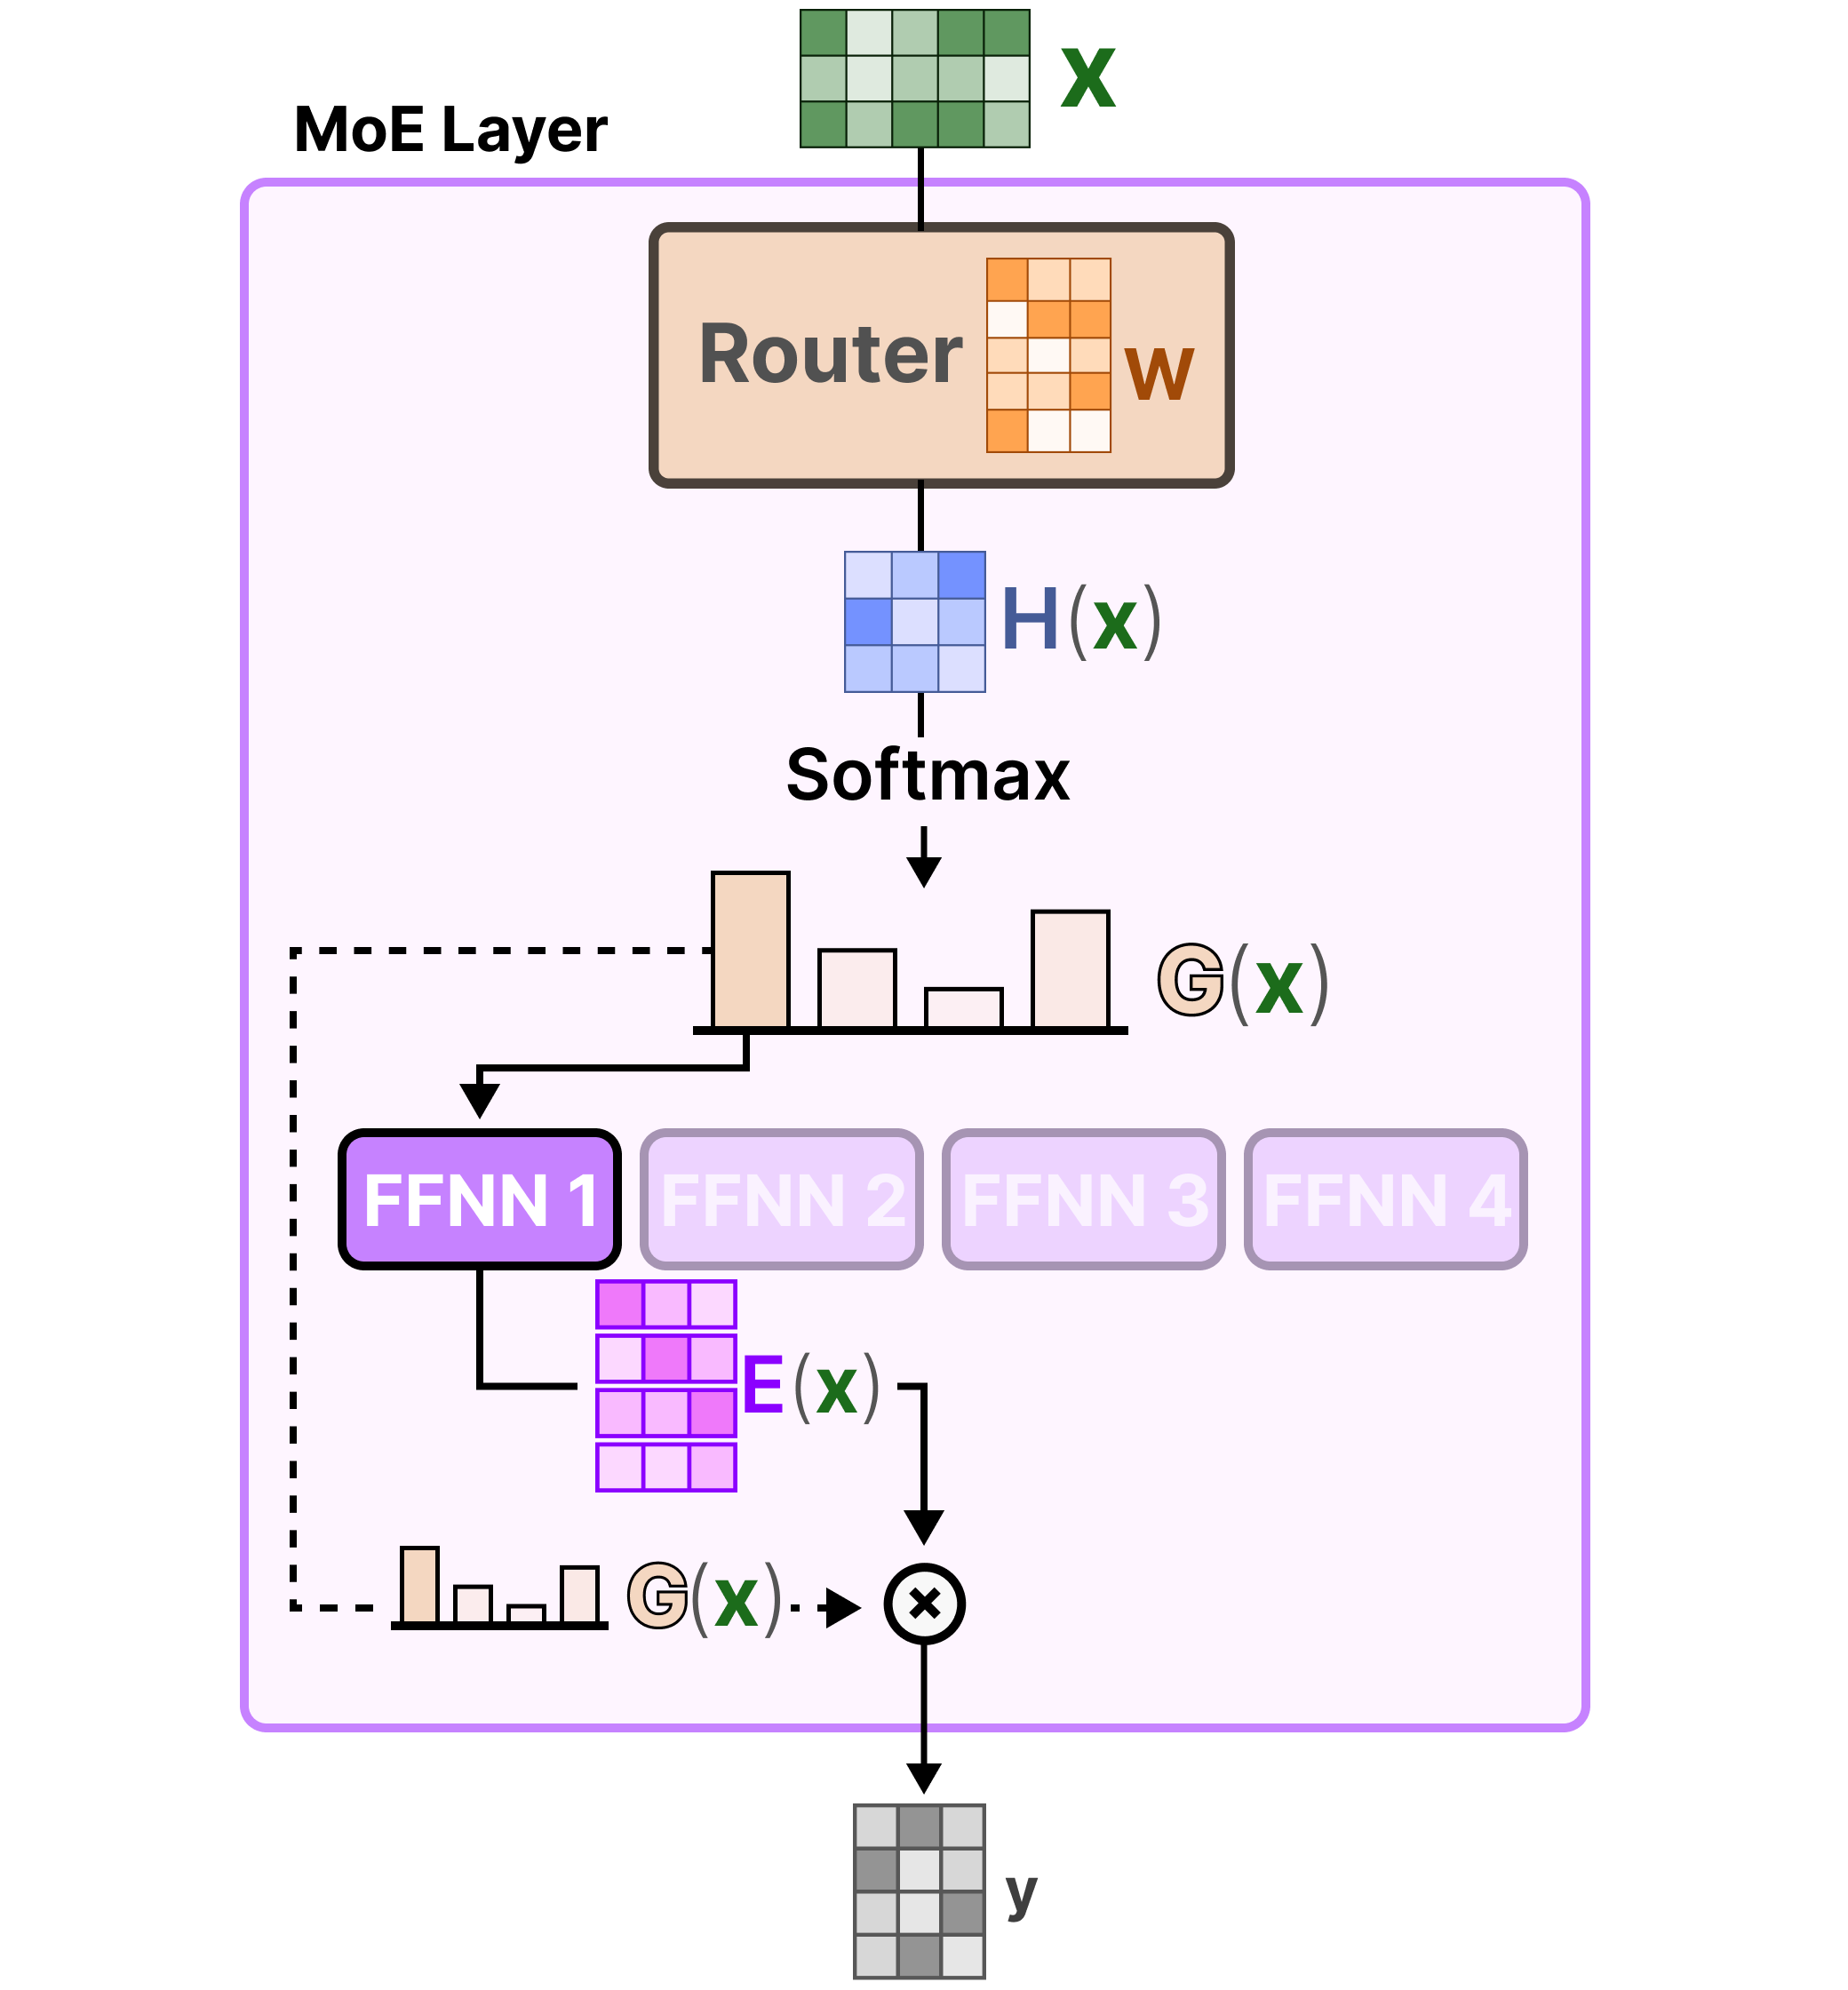 x
MoE Layer
Router
w
H(x)
Softmax
G(x)
FFNN 1
FFNN 2
FFNN 3
FFNN 4
E(x)
G(x)
y